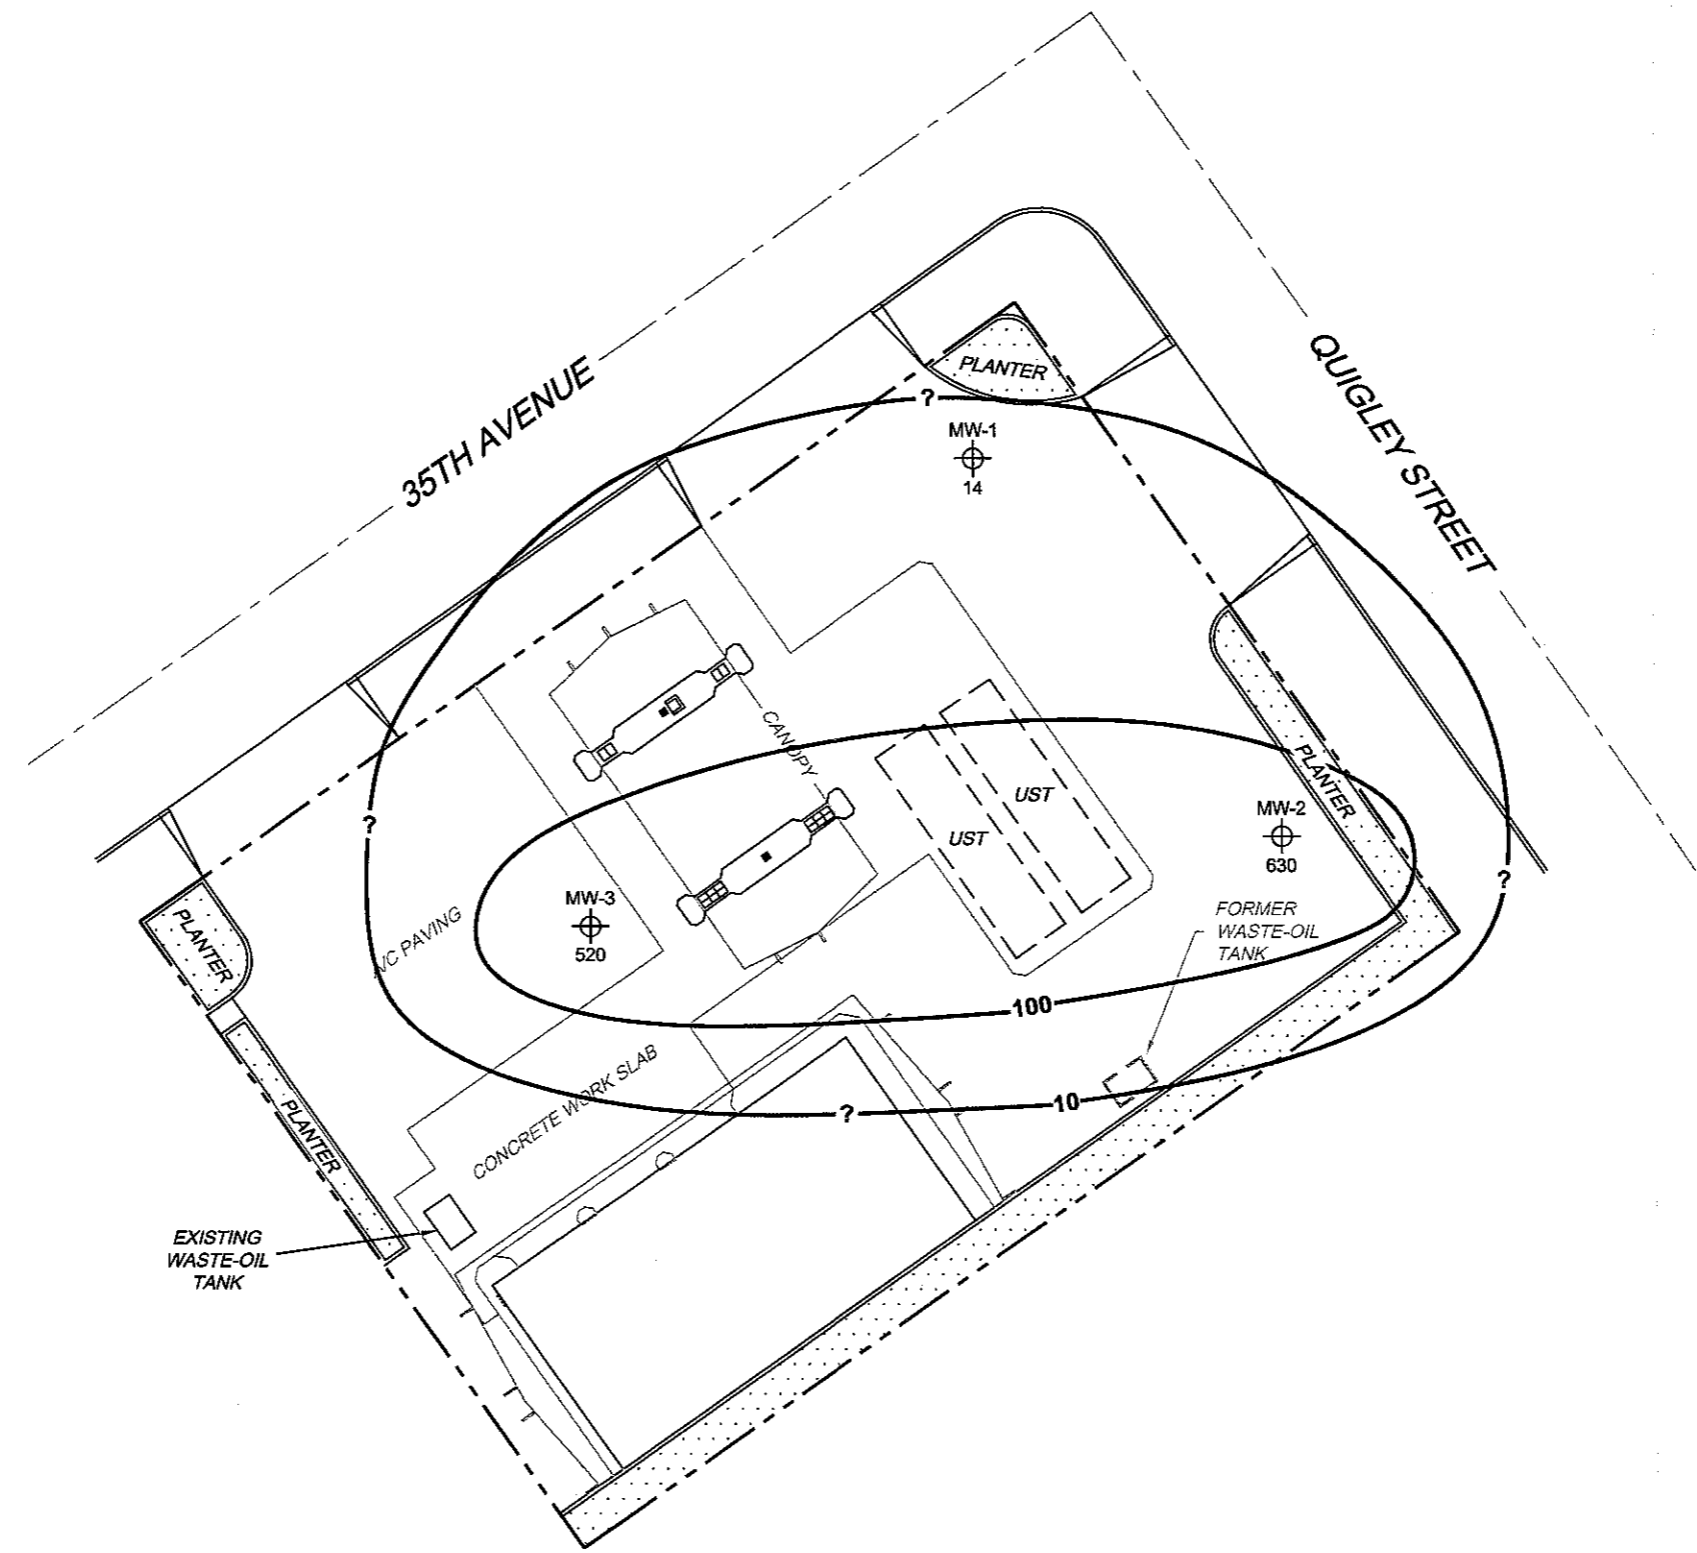 35TH AVENUE
QUIGLEY STREET
PLANTER
?
MW-1
14
CANOPY
UST
UST
PLANTER
MW-2
630
?
?
MW-3
520
A/C PAVING
PLANTER
FORMER
WASTE-OIL
TANK
100
10
?
CONCRETE WORK SLAB
PLANTER
EXISTING
WASTE-OIL
TANK